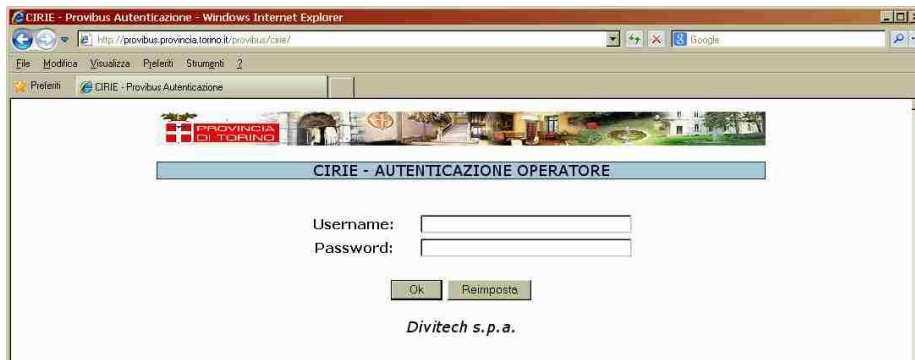 CIRIE - Provibus Autenticazione - Windows Internet Explorer
http://provibus.provincia.torino.it/provibus/cirie/
Google
File Modifica Visualizza Preferiti Strumenti ?
Preferiti CIRIE - Provibus Autenticazione
PROVINCIA
DI TORINO
CIRIE - AUTENTICAZIONE OPERATORE
Username:
Password:
Ok Reimposta
Divitech s.p.a.